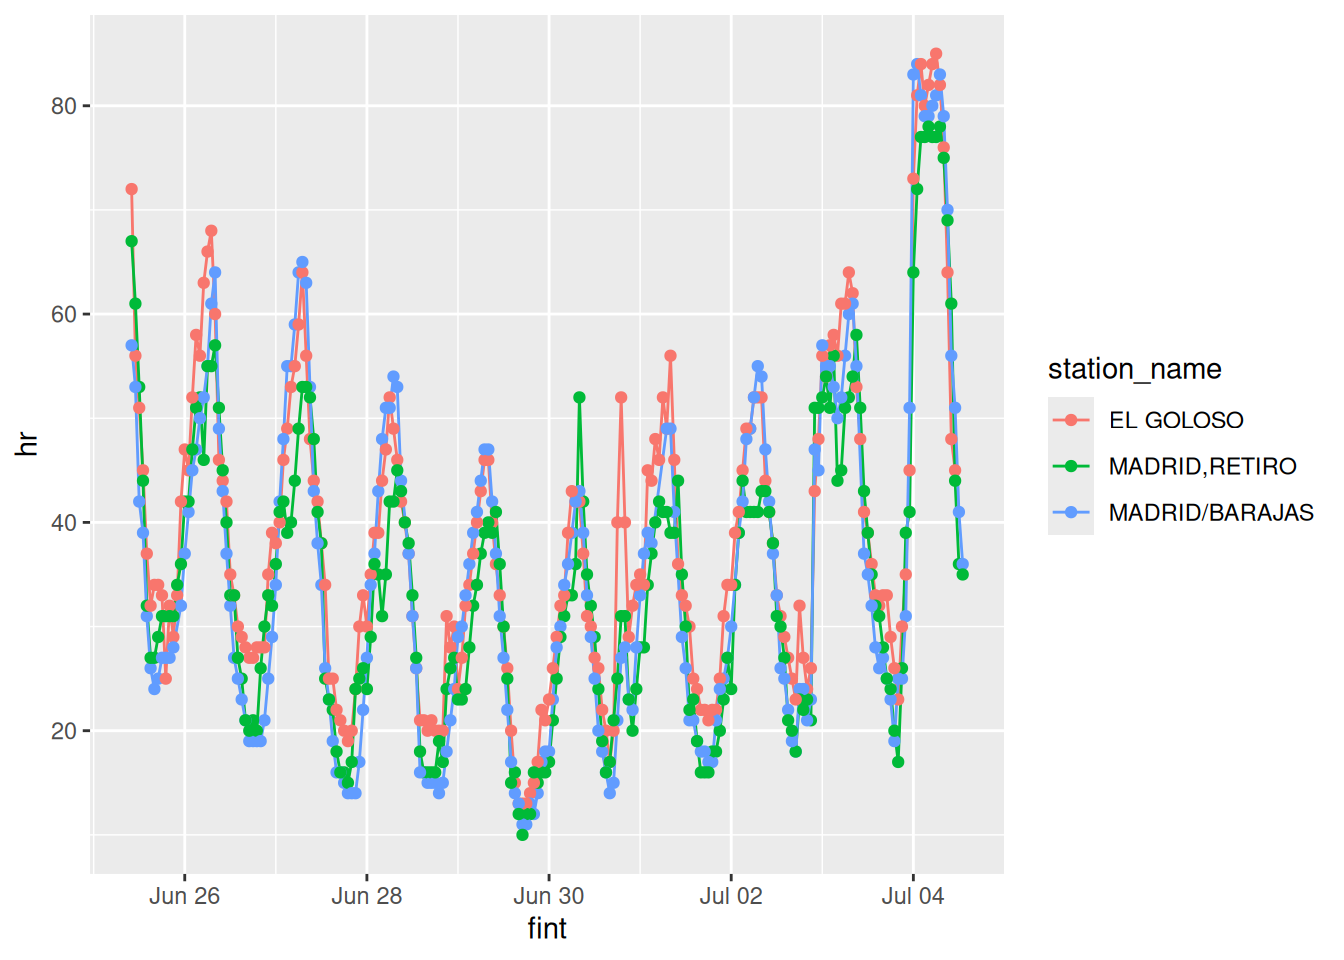 80
60
40
20
hr
Jun 26
Jun 28
Jun 30
Jul 02
Jul 04
fint
station_name
EL GOLOSO
MADRID,RETIRO
MADRID/BARAJAS